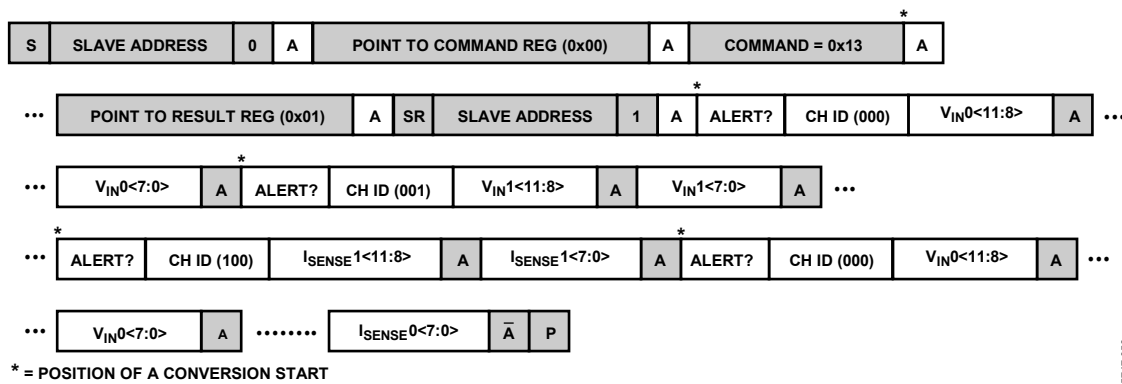 *
S SLAVE ADDRESS 0 A POINT TO COMMAND REG (0x00) A COMMAND = 0x13 A
*
••• POINT TO RESULT REG (0x01) A SR SLAVE ADDRESS 1 A ALERT? CH ID (000) VIN0<11:8> A •••
*
••• VIN0<7:0> A ALERT? CH ID (001) VIN1<11:8> A VIN1<7:0> A •••
* *
••• ALERT? CH ID (100) ISENSE1<11:8> A ISENSE1<7:0> A ALERT? CH ID (000) VIN0<11:8> A •••
••• VIN0<7:0> A •••••••• ISENSE0<7:0> A̅ P
* = POSITION OF A CONVERSION START